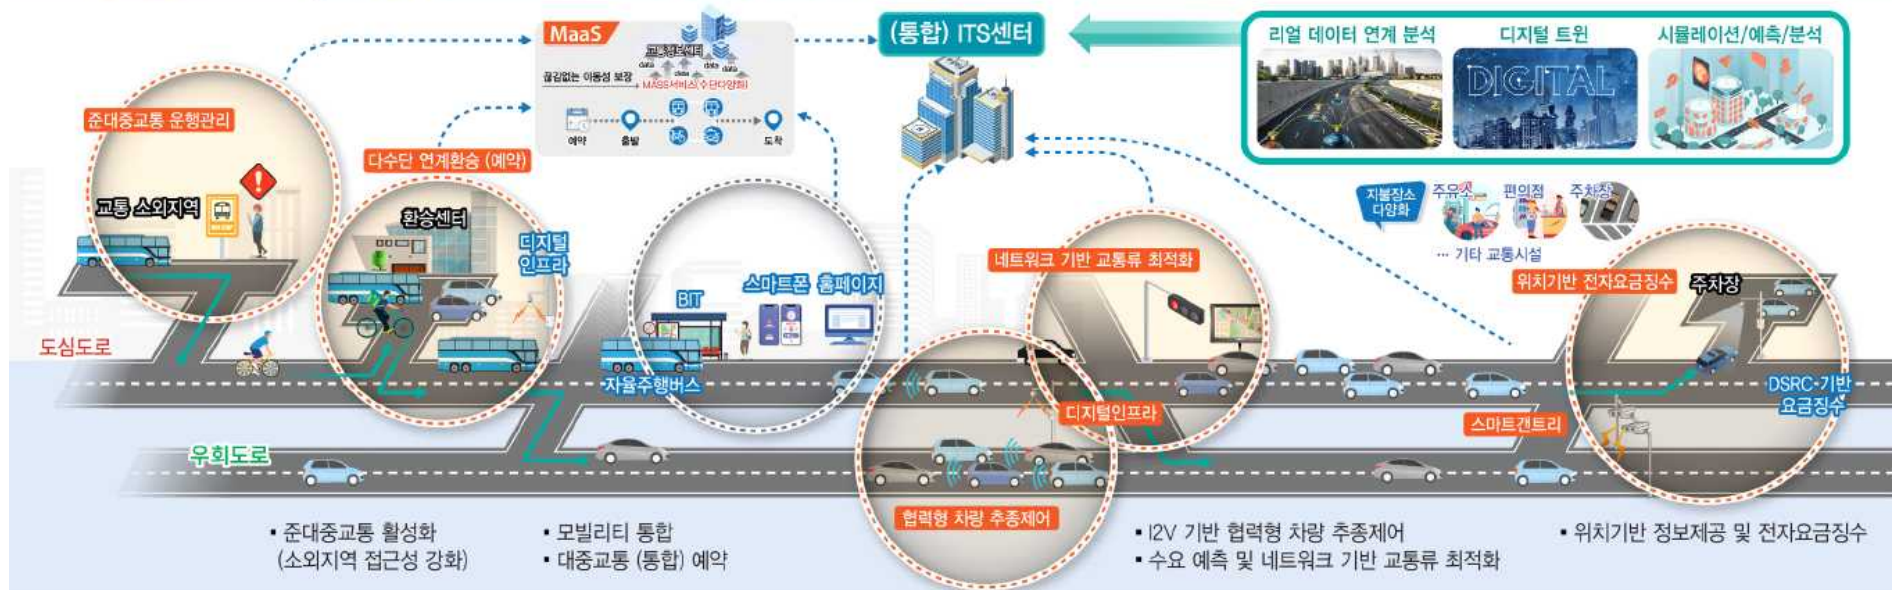 MaaS
교통정보센터
data data
data data
끊김없는 이동성 보장
MASS서비스(수단다양화)
예약 출발 도착
(통합) ITS센터
리얼 데이터 연계 분석
디지털 트윈
시뮬레이션/예측/분석
DIGITAL
준대중교통 운행관리
교통 소외지역
다수단 연계환승 (예약)
환승센터
디지털
인프라
BIT
스마트폰 홈페이지
자율주행버스
네트워크 기반 교통류 최적화
지불장소
다양화
주유소
편의점
주차장
··· 기타 교통시설
위치기반 전자요금징수
주차장
도심도로
디지털인프라
스마트갠트리
DSRC-기반
요금징수
우회도로
협력형 차량 추종제어
▪ 준대중교통 활성화
(소외지역 접근성 강화)
▪ 모빌리티 통합
▪ 대중교통 (통합) 예약
▪ I2V 기반 협력형 차량 추종제어
▪ 수요 예측 및 네트워크 기반 교통류 최적화
▪ 위치기반 정보제공 및 전자요금징수